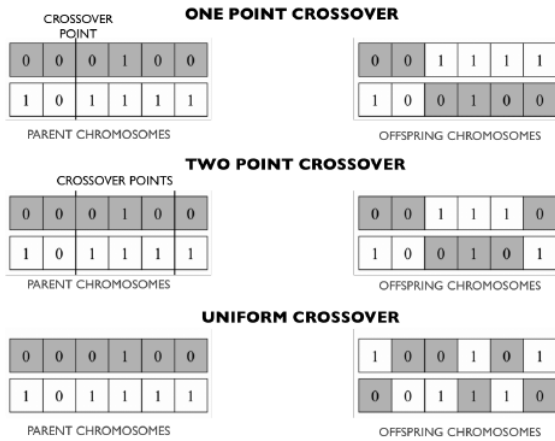 ONE POINT CROSSOVER
CROSSOVER
POINT
0 0 0 1 0 0
1 0 1 1 1 1
PARENT CHROMOSOMES
0 0 1 1 1 1
1 0 0 1 0 0
OFFSPRING CHROMOSOMES
TWO POINT CROSSOVER
CROSSOVER POINTS
0 0 0 1 0 0
1 0 1 1 1 1
PARENT CHROMOSOMES
0 0 1 1 1 0
1 0 0 1 0 1
OFFSPRING CHROMOSOMES
UNIFORM CROSSOVER
0 0 0 1 0 0
1 0 1 1 1 1
PARENT CHROMOSOMES
1 0 0 1 0 1
0 0 1 1 1 0
OFFSPRING CHROMOSOMES